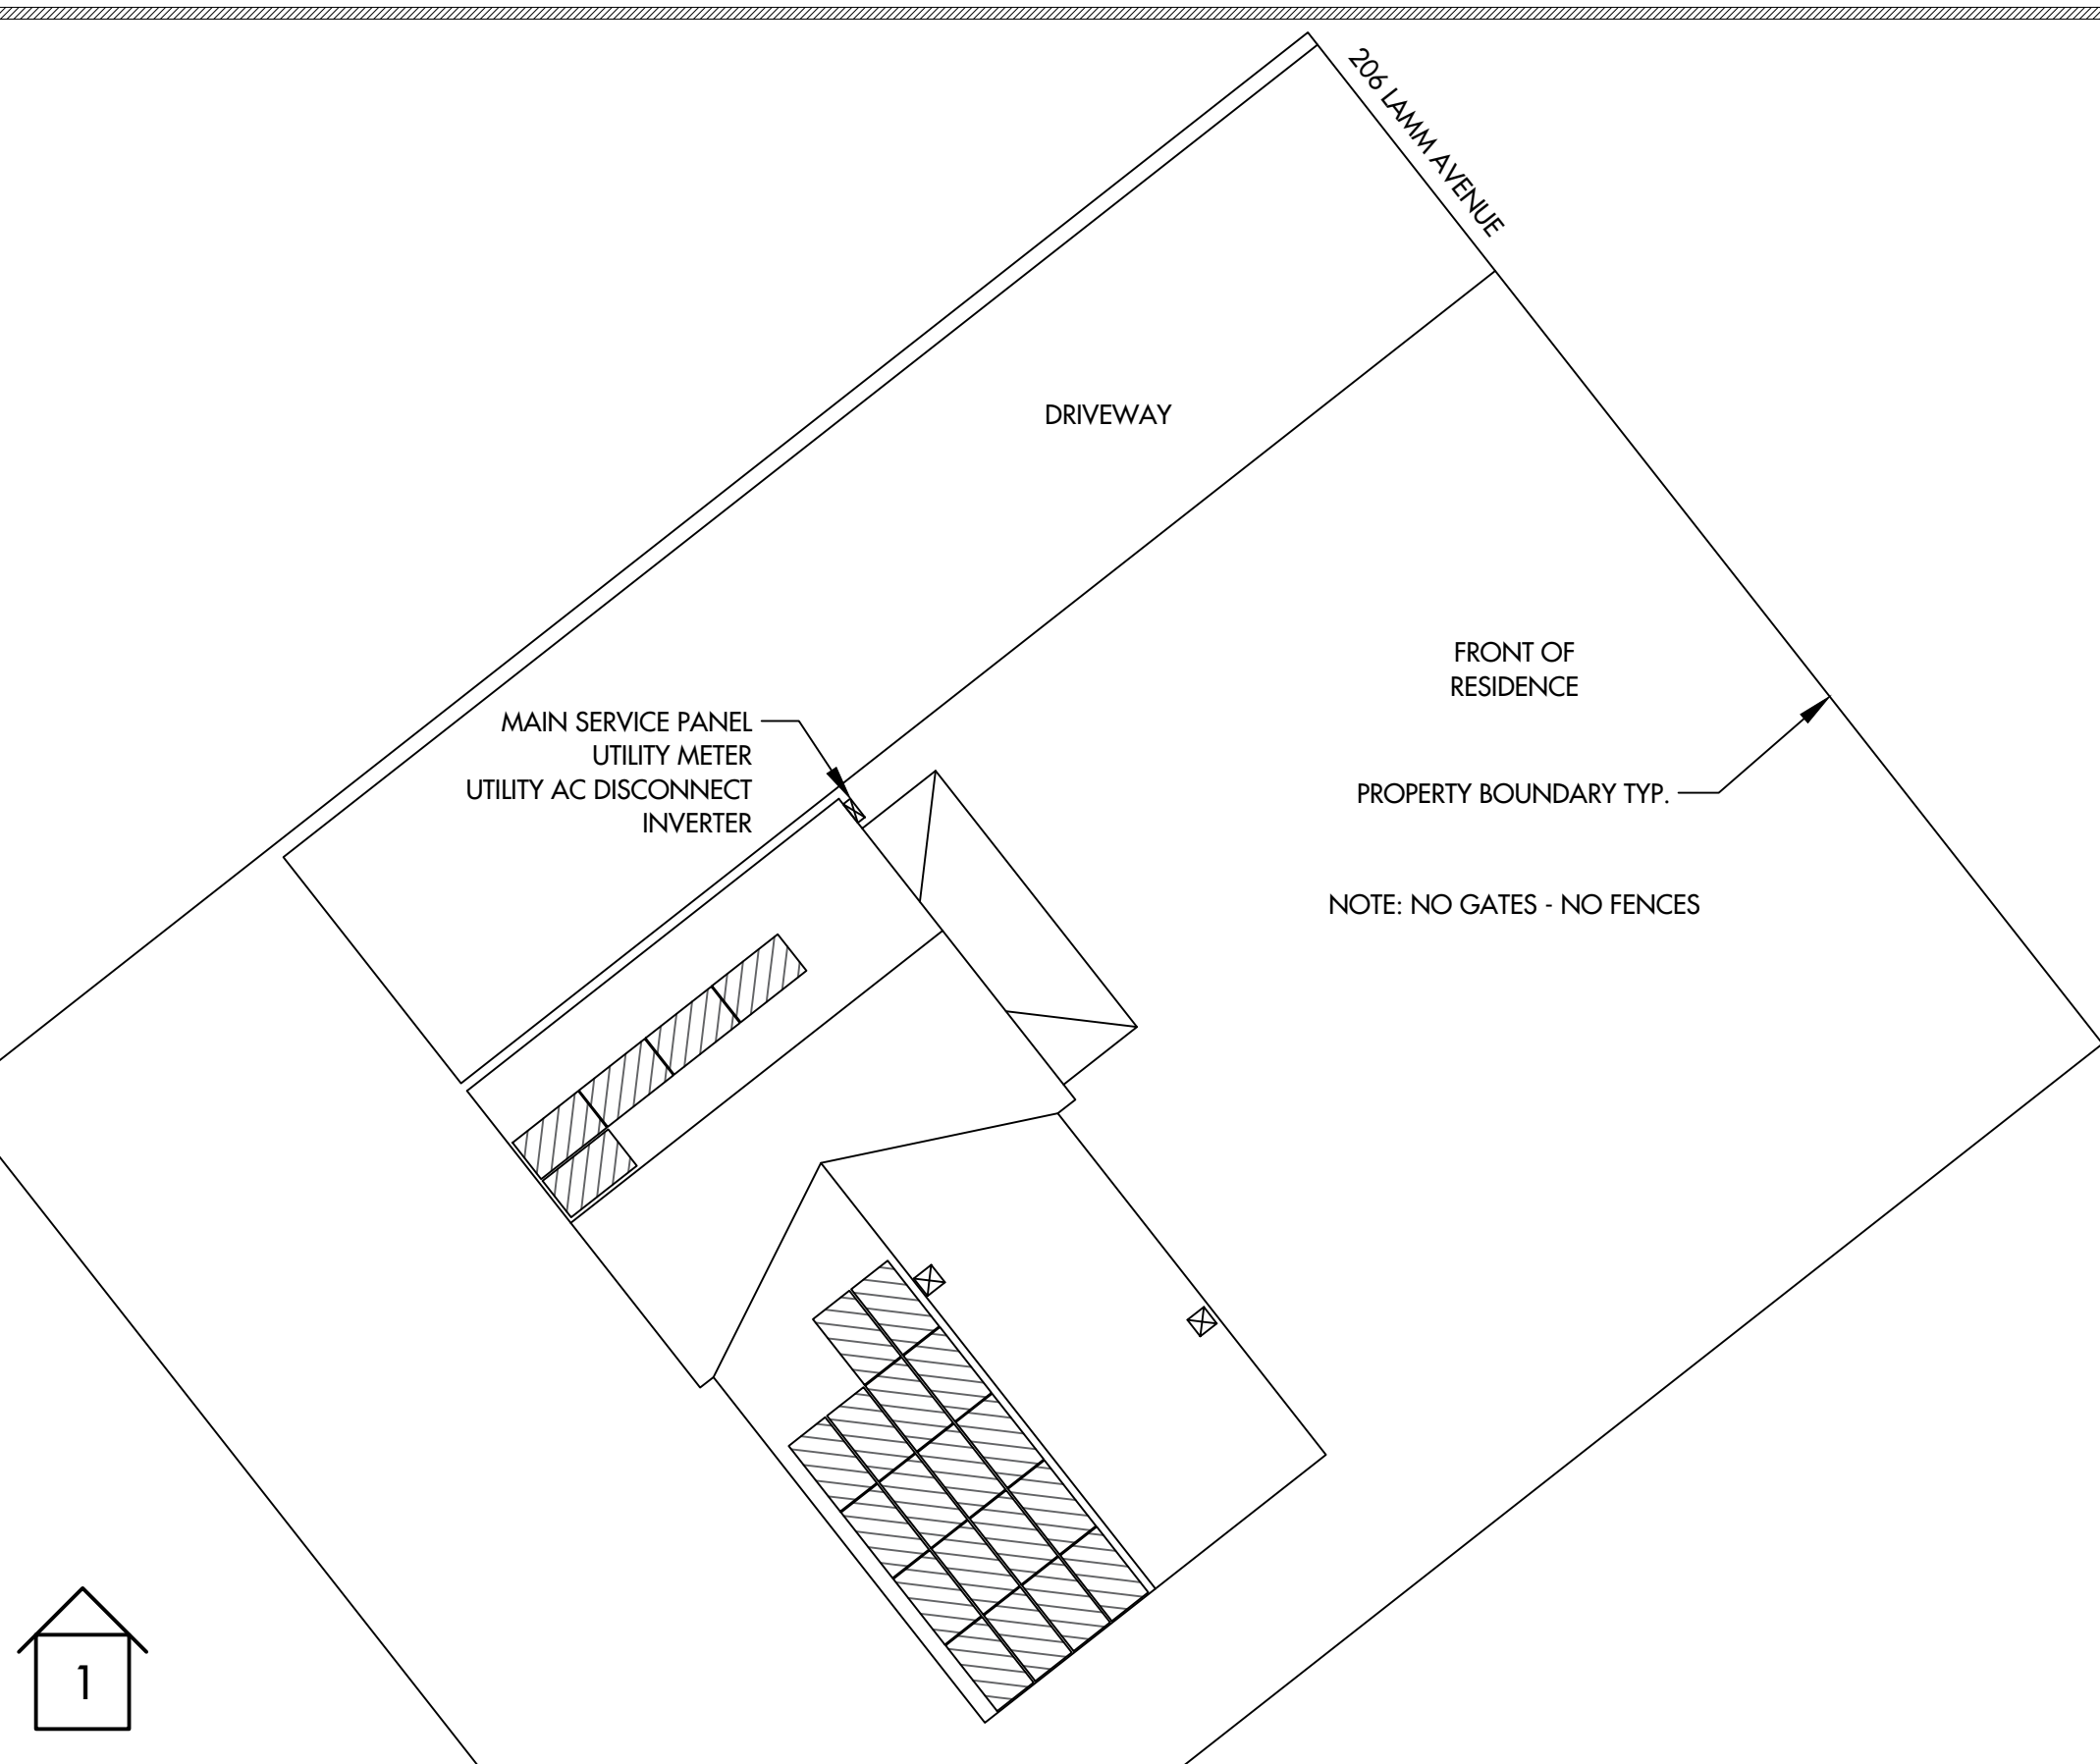 206 LAMM AVENUE
DRIVEWAY
FRONT OF
RESIDENCE
MAIN SERVICE PANEL
UTILITY METER
UTILITY AC DISCONNECT
INVERTER
PROPERTY BOUNDARY TYP.
NOTE: NO GATES - NO FENCES
1